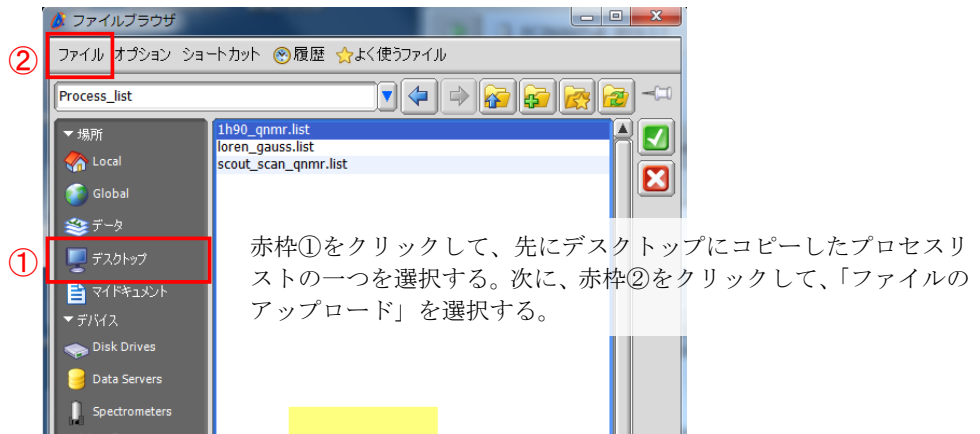 ファイルブラウザ
②
ファイル オプション ショートカット 履歴 よく使うファイル
Process_list
▼場所
Local
Global
データ
①
デスクトップ
マイドキュメント
▼デバイス
Disk Drives
Data Servers
Spectrometers
1h90_qnmr.list
loren_gauss.list
scout_scan_qnmr.list
赤枠①をクリックして、先にデスクトップにコピーしたプロセスリ
ストの一つを選択する。次に、赤枠②をクリックして、「ファイルの
アップロード」を選択する。